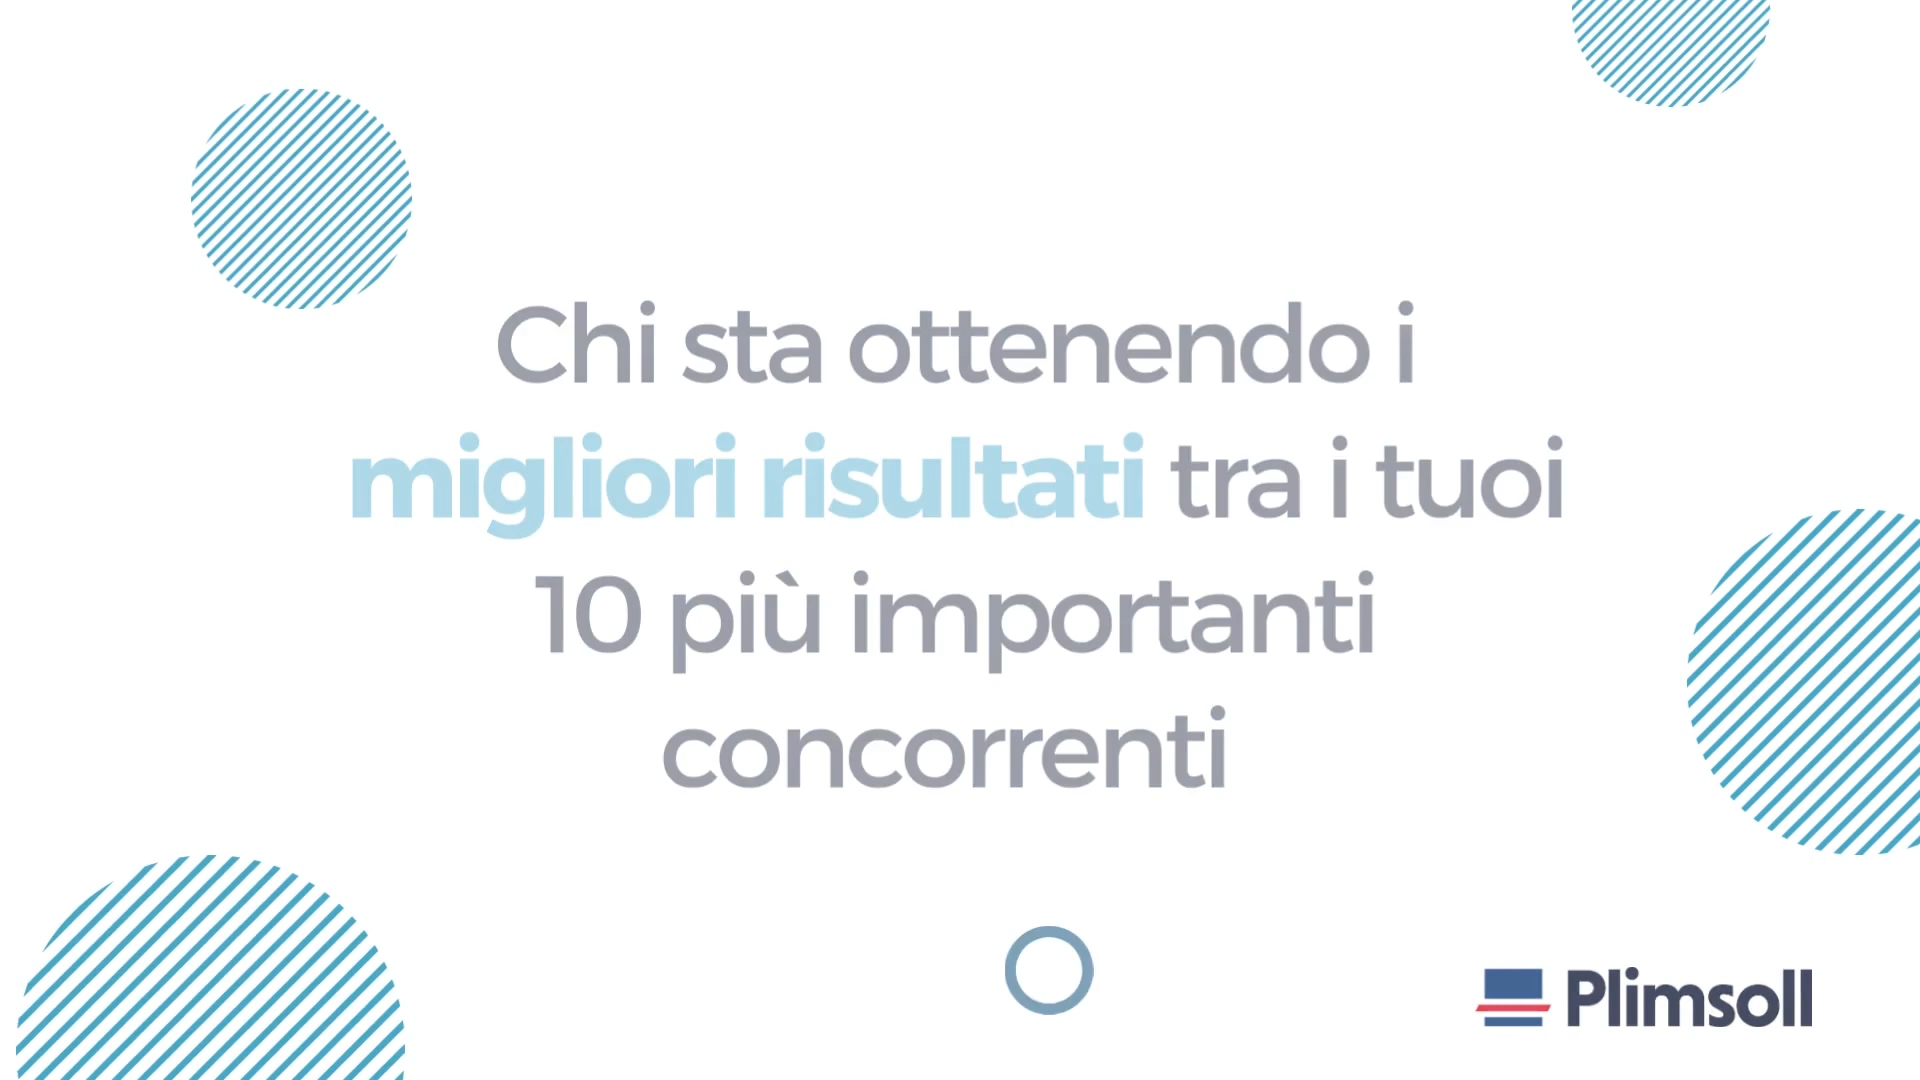 Chi sta ottenendo i
migliori risultati tra i tuoi
10 più importanti
concorrenti
Plimsoll